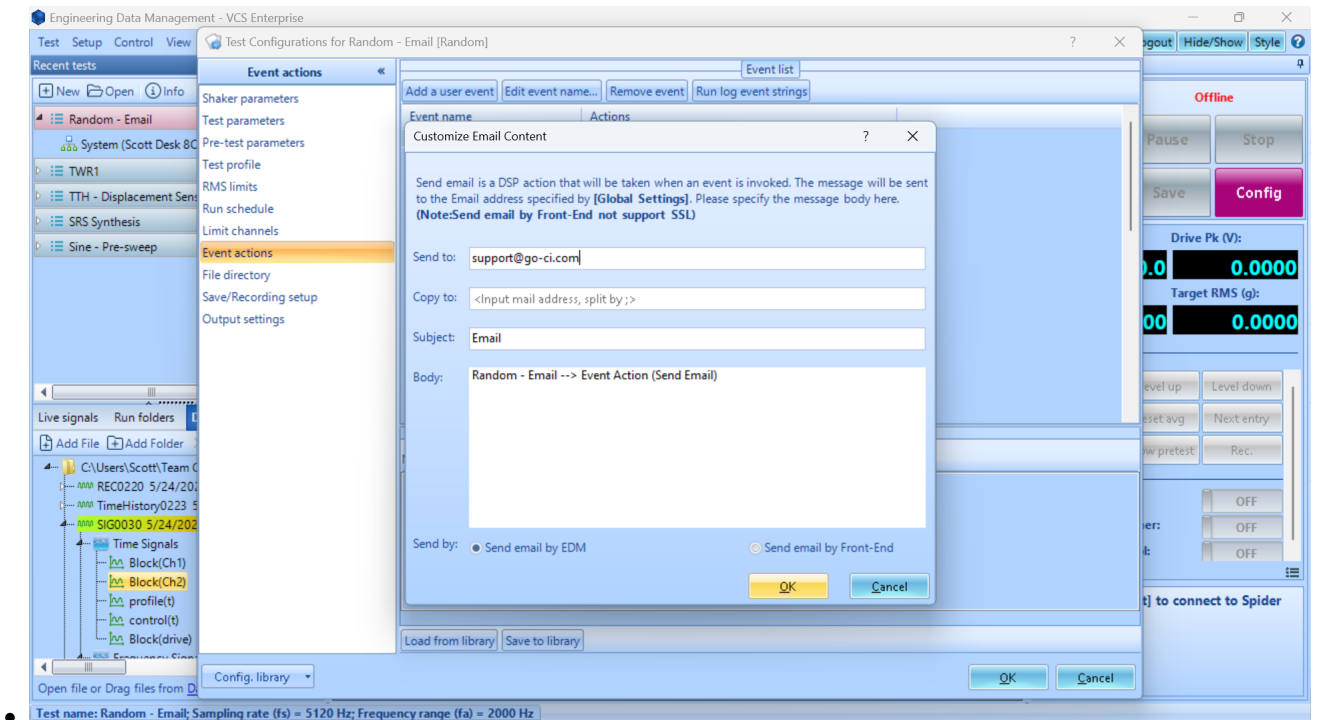 Engineering Data Management - VCS Enterprise
Test Setup Control View
Test Configurations for Random - Email [Random]
? 
Hide/Show Style
Recent tests
Event actions «
Event list
New Open Info
Add a user event Edit event name... Remove event Run log event strings
Offline
Random - Email
System (Scott Desk
TWR1
TTH - Displacement
SRS Synthesis
Sine - Pre-sweep
Shaker parameters
Test parameters
Pre-test parameters
Test profile
RMS limits
Run schedule
Limit channels
Event actions
File directory
Save/Recording setup
Output settings
Event name Actions
Customize Email Content ?
Send email is a DSP action that will be taken when an event is invoked. The message will be sent
to the Email address specified by [Global Settings]. Please specify the message body here.
(Note:Send email by Front-End not support SSL)
Send to: support@go-ci.com
Copy to: <Input mail address, split by ;>
Subject: Email
Body: Random - Email --> Event Action (Send Email)
Send by: Send email by EDM Send email by Front-End
OK Cancel
Pause Stop
Save Config
Drive Pk (V):
0.0000
Target RMS (g):
0.0000
Level down
Next entry
pretest Rec.
OFF
OFF
OFF
to connect to Spider
Live signals Run folders
Add File Add Folder
C:\Users\Scott\Team
REC0220 5/24/202
TimeHistory0223 5
SIG0030 5/24/202
Time Signals
Block(Ch1)
Block(Ch2)
profile(t)
control(t)
Block(drive)
Open file or Drag files from
Load from library Save to library
Config. library OK Cancel
Test name: Random - Email; Sampling rate (fs) = 5120 Hz; Frequency range (fa) = 2000 Hz